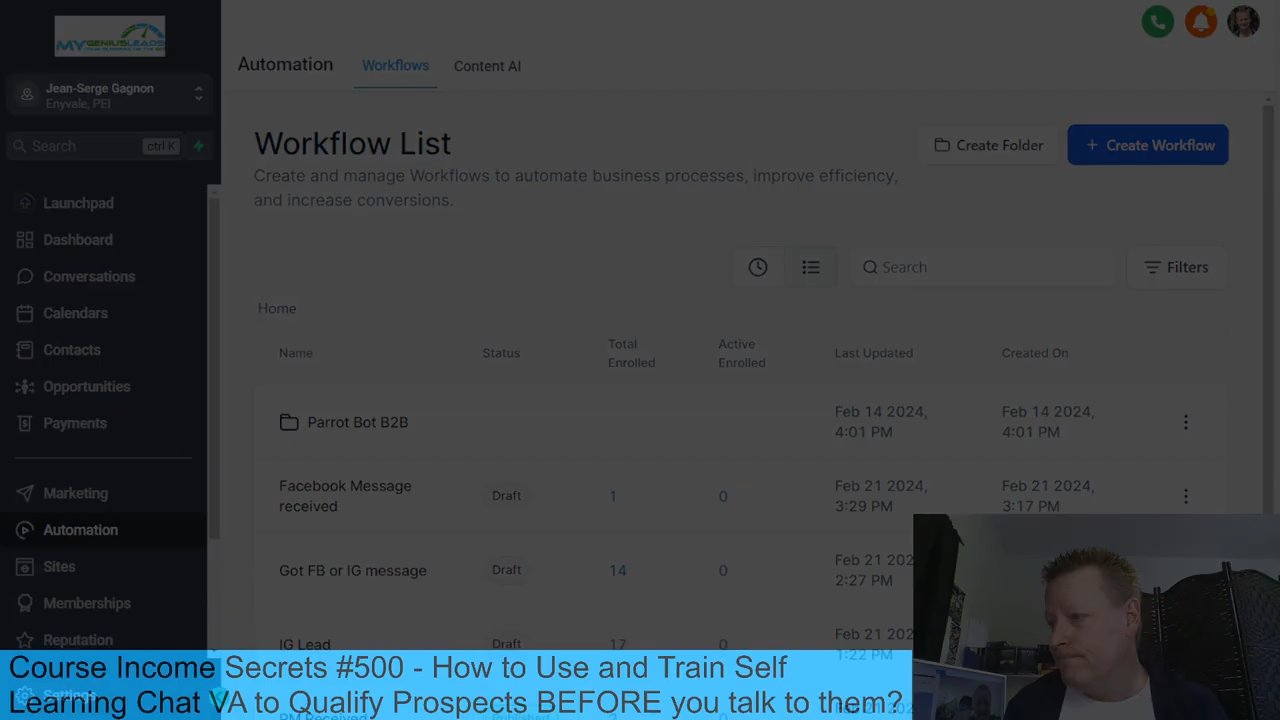 MYGENIUSLEADS
Automation
Workflows
Content AI
Jean-Serge Gagnon
Enyvale, PEI
Search
ctrl K
Launchpad
Dashboard
Conversations
Calendars
Contacts
Opportunities
Payments
Marketing
Automation
Sites
Memberships
Reputation
Settings
Workflow List
Create and manage Workflows to automate business processes, improve efficiency,
and increase conversions.
Create Folder
+ Create Workflow
Search
Filters
Home
Name
Status
Total
Enrolled
Active
Enrolled
Last Updated
Created On
Parrot Bot B2B
Feb 14 2024,
4:01 PM
Feb 14 2024,
4:01 PM
Facebook Message
received
Draft
1
0
Feb 21 2024,
3:29 PM
Feb 21 2024,
3:17 PM
Got FB or IG message
Draft
14
0
Feb 21 20
2:27 PM
IG Lead
Draft
17
0
Feb 21 20
1:22 PM
PM Received
Course Income Secrets #500 - How to Use and Train Self
Learning Chat VA to Qualify Prospects BEFORE you talk to them?